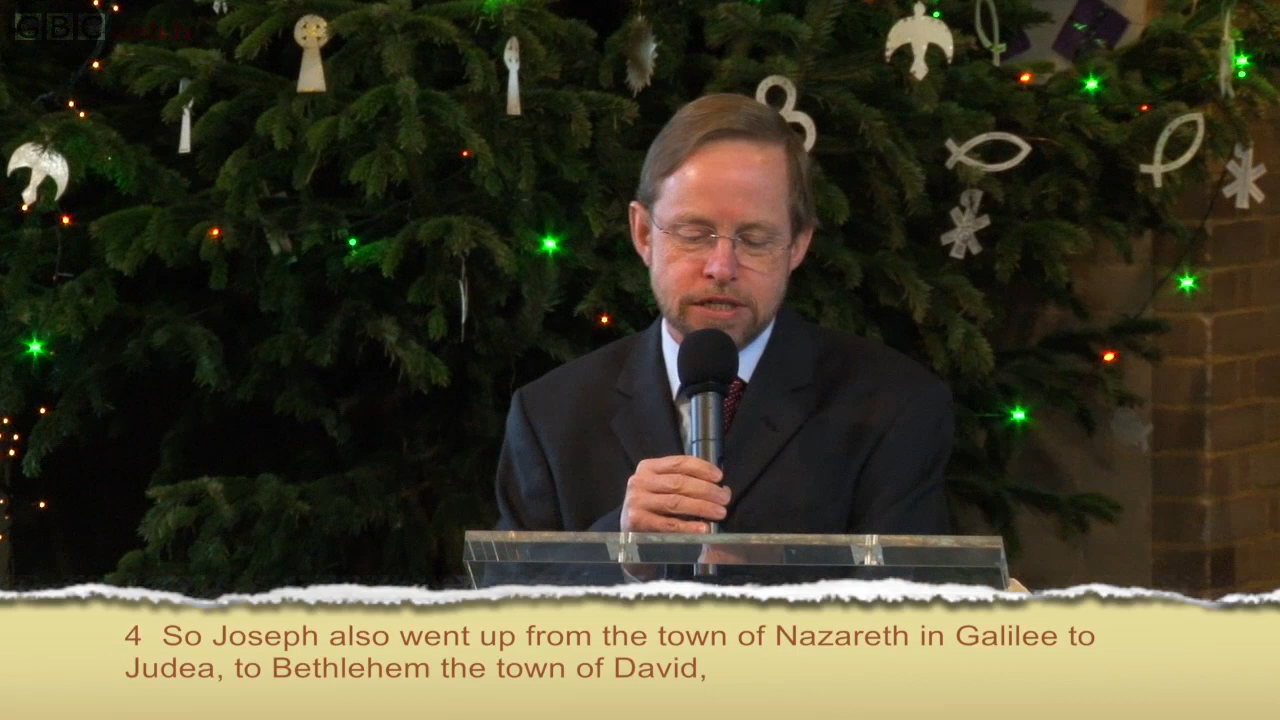 GBC
4 So Joseph also went up from the town of Nazareth in Galilee to
Judea, to Bethlehem the town of David,